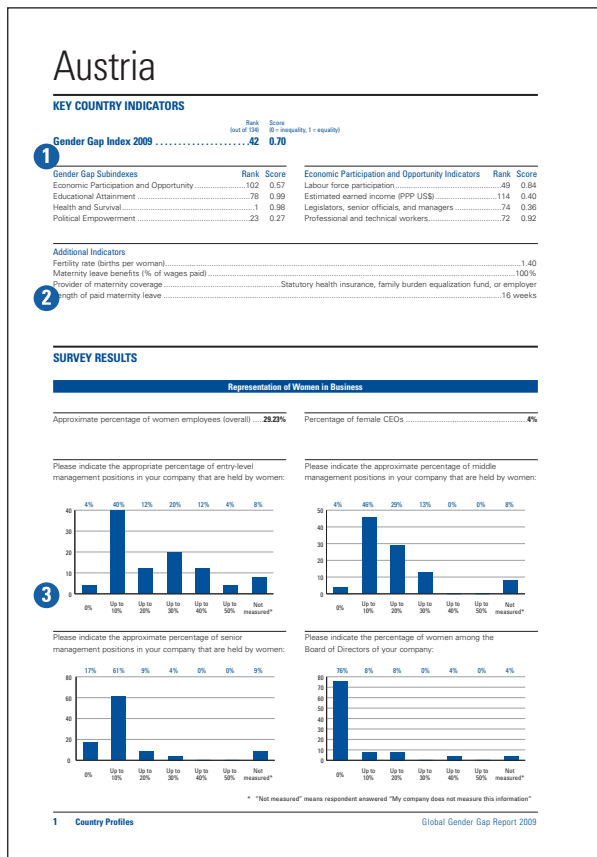 Austria
KEY COUNTRY INDICATORS
Rank Score
(out of 134) (0 = inequality, 1 = equality)
Gender Gap Index 2009 .....................42 0.70
1
Gender Gap Subindexes Rank Score
Economic Participation and Opportunity 102 0.57
Educational Attainment 78 0.99
Health and Survival 1 0.98
Political Empowerment 23 0.27
Economic Participation and Opportunity Indicators Rank Score
Labour force participation 49 0.84
Estimated earned income (PPP US$) 114 0.40
Legislators, senior officials, and managers 74 0.36
Professional and technical workers 72 0.92
Additional Indicators
Fertility rate (births per woman) 1.40
Maternity leave benefits (% of wages paid) 100%
Provider of maternity coverage Statutory health insurance, family burden equalization fund, or employer
2
ength of paid maternity leave 16 weeks
SURVEY RESULTS
Representation of Women in Business
Approximate percentage of women employees (overall) 29.23%
Percentage of female CEOs 4%
Please indicate the appropriate percentage of entry-level
management positions in your company that are held by women:
4% 40% 12% 20% 12% 4% 8%
40
30
20
10
0
0% Up to 10% Up to 20% Up to 30% Up to 40% Up to 50% Not measured*
Please indicate the approximate percentage of middle
management positions in your company that are held by women:
4% 46% 29% 13% 0% 0% 8%
50
40
30
20
10
0
0% Up to 10% Up to 20% Up to 30% Up to 40% Up to 50% Not measured*
3
Please indicate the approximate percentage of senior
management positions in your company that are held by women:
17% 61% 9% 4% 0% 0% 9%
80
60
40
20
0
0% Up to 10% Up to 20% Up to 30% Up to 40% Up to 50% Not measured*
Please indicate the percentage of women among the
Board of Directors of your company:
76% 8% 8% 0% 4% 0% 4%
80
70
60
50
40
30
20
10
0
0% Up to 10% Up to 20% Up to 30% Up to 40% Up to 50% Not measured*
* "Not measured" means respondent answered "My company does not measure this information"
1 Country Profiles Global Gender Gap Report 2009